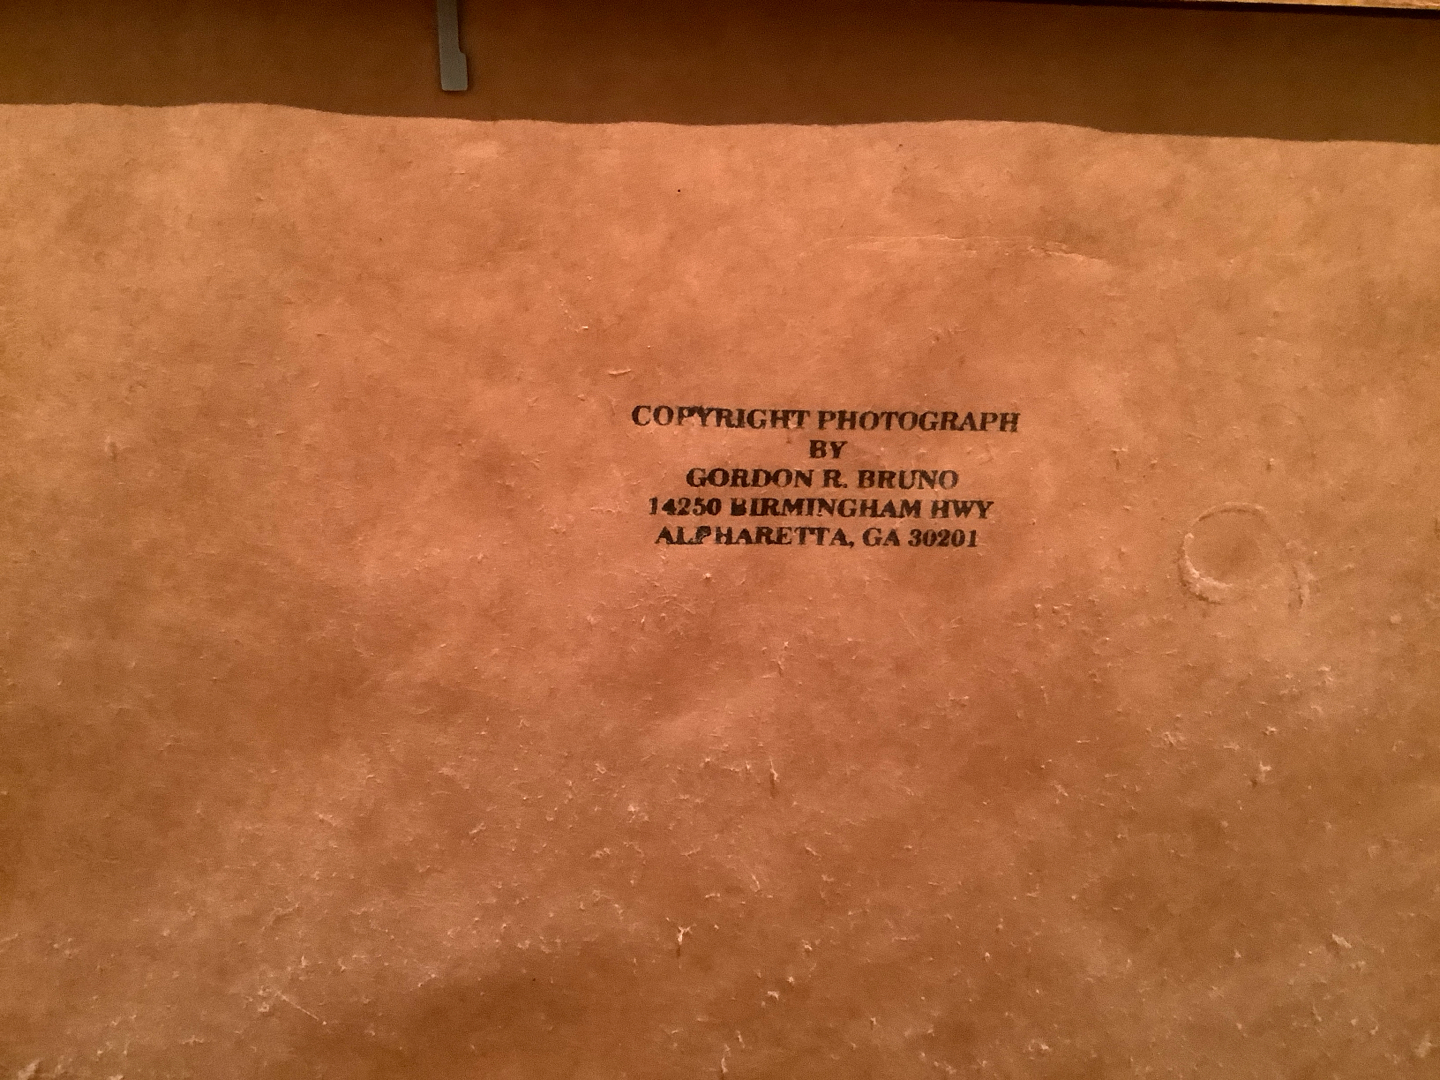 COPYRIGHT PHOTOGRAPH
BY
GORDON R. BRUNO
14250 BIRMINGHAM HWY
ALPHARETTA, GA 30201